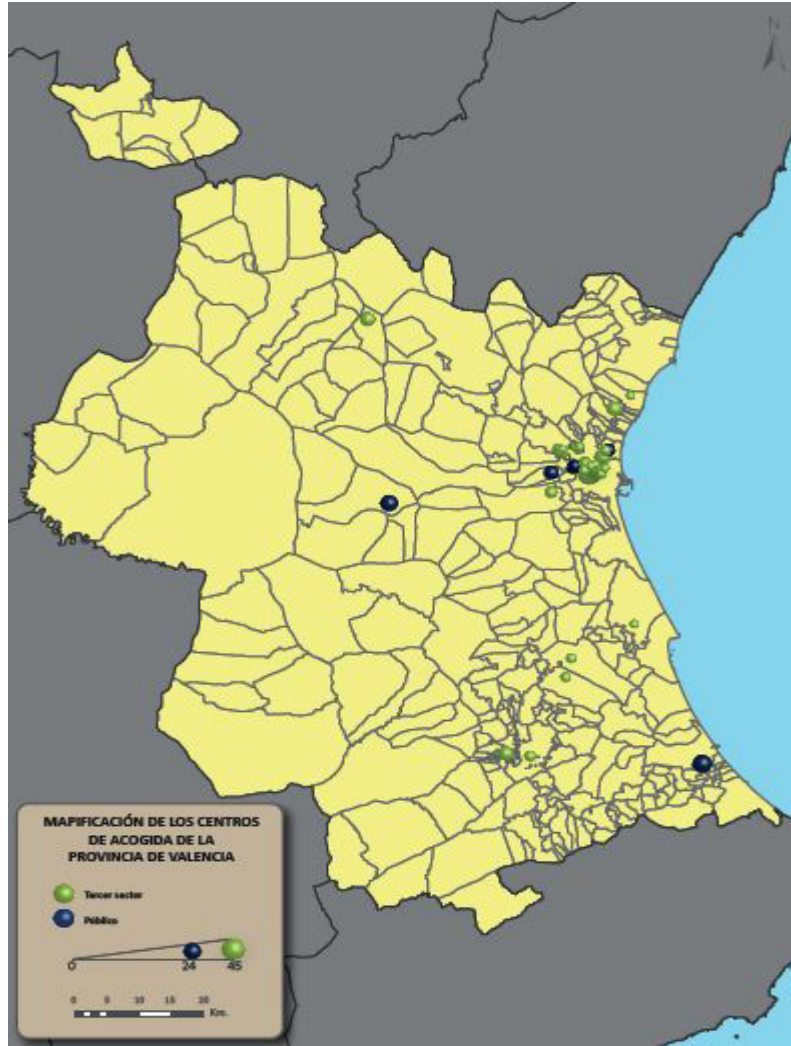 N
MAPIFICACIÓN DE LOS CENTROS
DE ACOGIDA DE LA
PROVINCIA DE VALENCIA
Tercer sector
Público
0 24 45
0 5 10 15 20
Km.